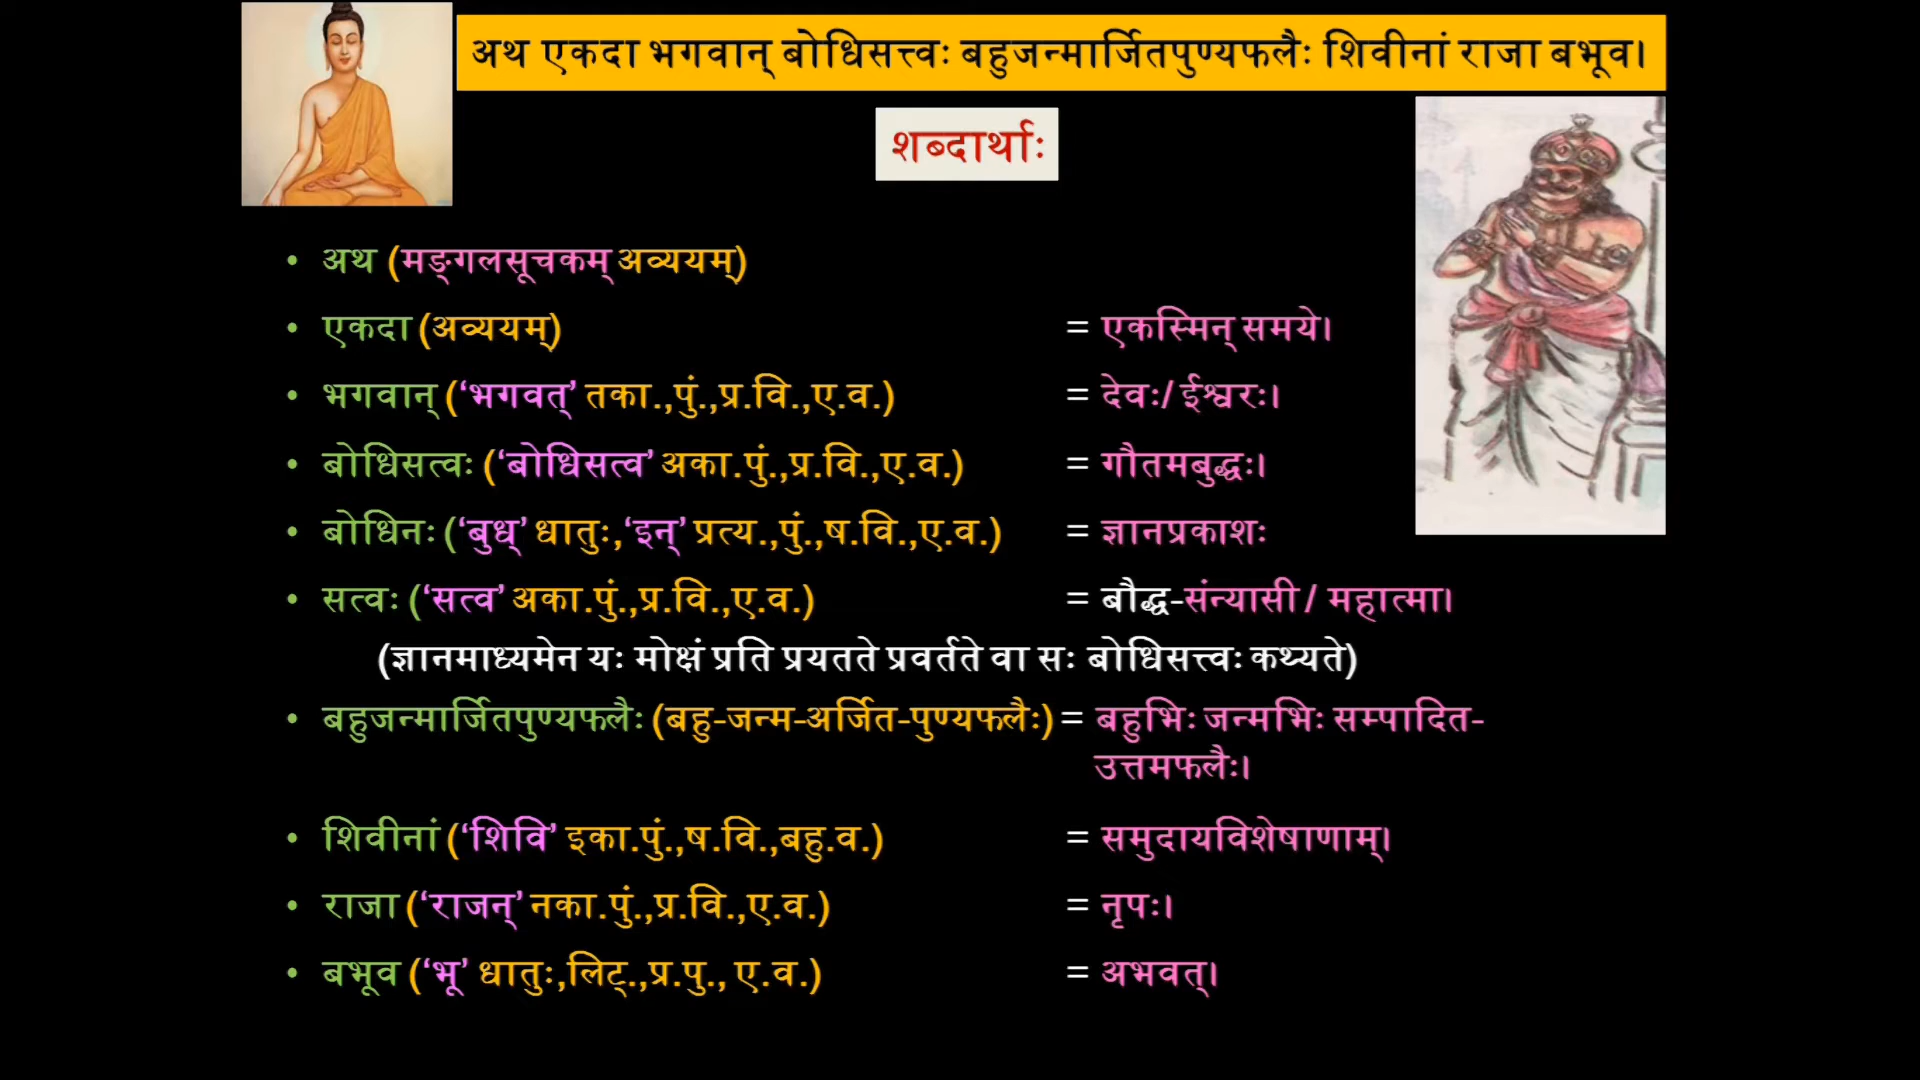 अथ एकदा भगवान् बोधिसत्त्वः बहुजन्मार्जितपुण्यफलैः शिवीनां राजा बभूव।
शब्दार्थाः
• अथ (मङ्गलसूचकम् अव्ययम्)
• एकदा (अव्ययम्) = एकस्मिन् समये।
• भगवान् (‘भगवत्’ तका.,पुं.,प्र.वि.,ए.व.) = देवः/ ईश्वरः।
• बोधिसत्वः (‘बोधिसत्व’ अका.पुं.,प्र.वि.,ए.व.) = गौतमबुद्धः।
• बोधिनः (‘बुध्’ धातुः,‘इन्’ प्रत्य.,पुं.,ष.वि.,ए.व.) = ज्ञानप्रकाशः
• सत्वः (‘सत्व’ अका.पुं.,प्र.वि.,ए.व.) = बौद्ध-संन्यासी / महात्मा।
(ज्ञानमाध्यमेन यः मोक्षं प्रति प्रयतते प्रवर्तते वा सः बोधिसत्त्वः कथ्यते)
• बहुजन्मार्जितपुण्यफलैः (बहु-जन्म-अर्जित-पुण्यफलैः) = बहुभिः जन्मभिः सम्पादित-
उत्तमफलैः।
• शिवीनां (‘शिवि’ इका.पुं.,ष.वि.,बहु.व.) = समुदायविशेषाणाम्।
• राजा (‘राजन्’ नका.पुं.,प्र.वि.,ए.व.) = नृपः।
• बभूव (‘भू’ धातुः,लिट्.,प्र.पु., ए.व.) = अभवत्।